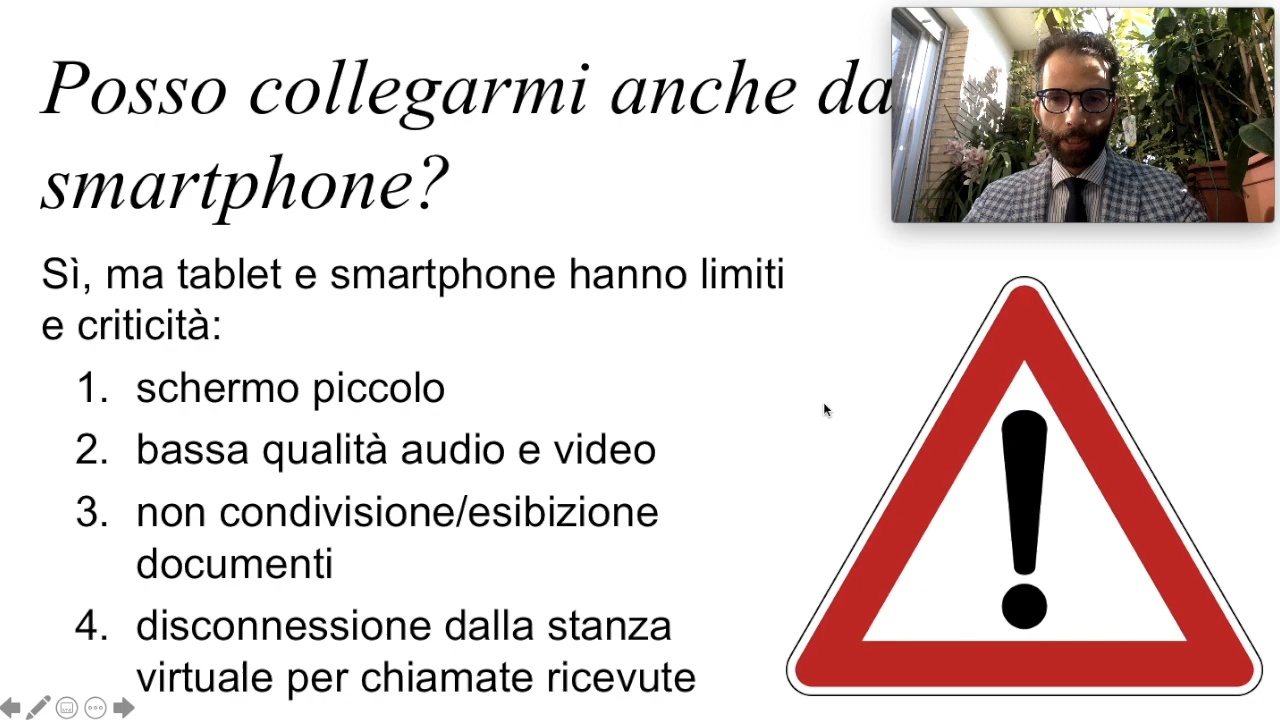 Posso collegarmi anche da
smartphone?
Sì, ma tablet e smartphone hanno limiti
e criticità:
1. schermo piccolo
2. bassa qualità audio e video
3. non condivisione/esibizione
documenti
4. disconnessione dalla stanza
virtuale per chiamate ricevute